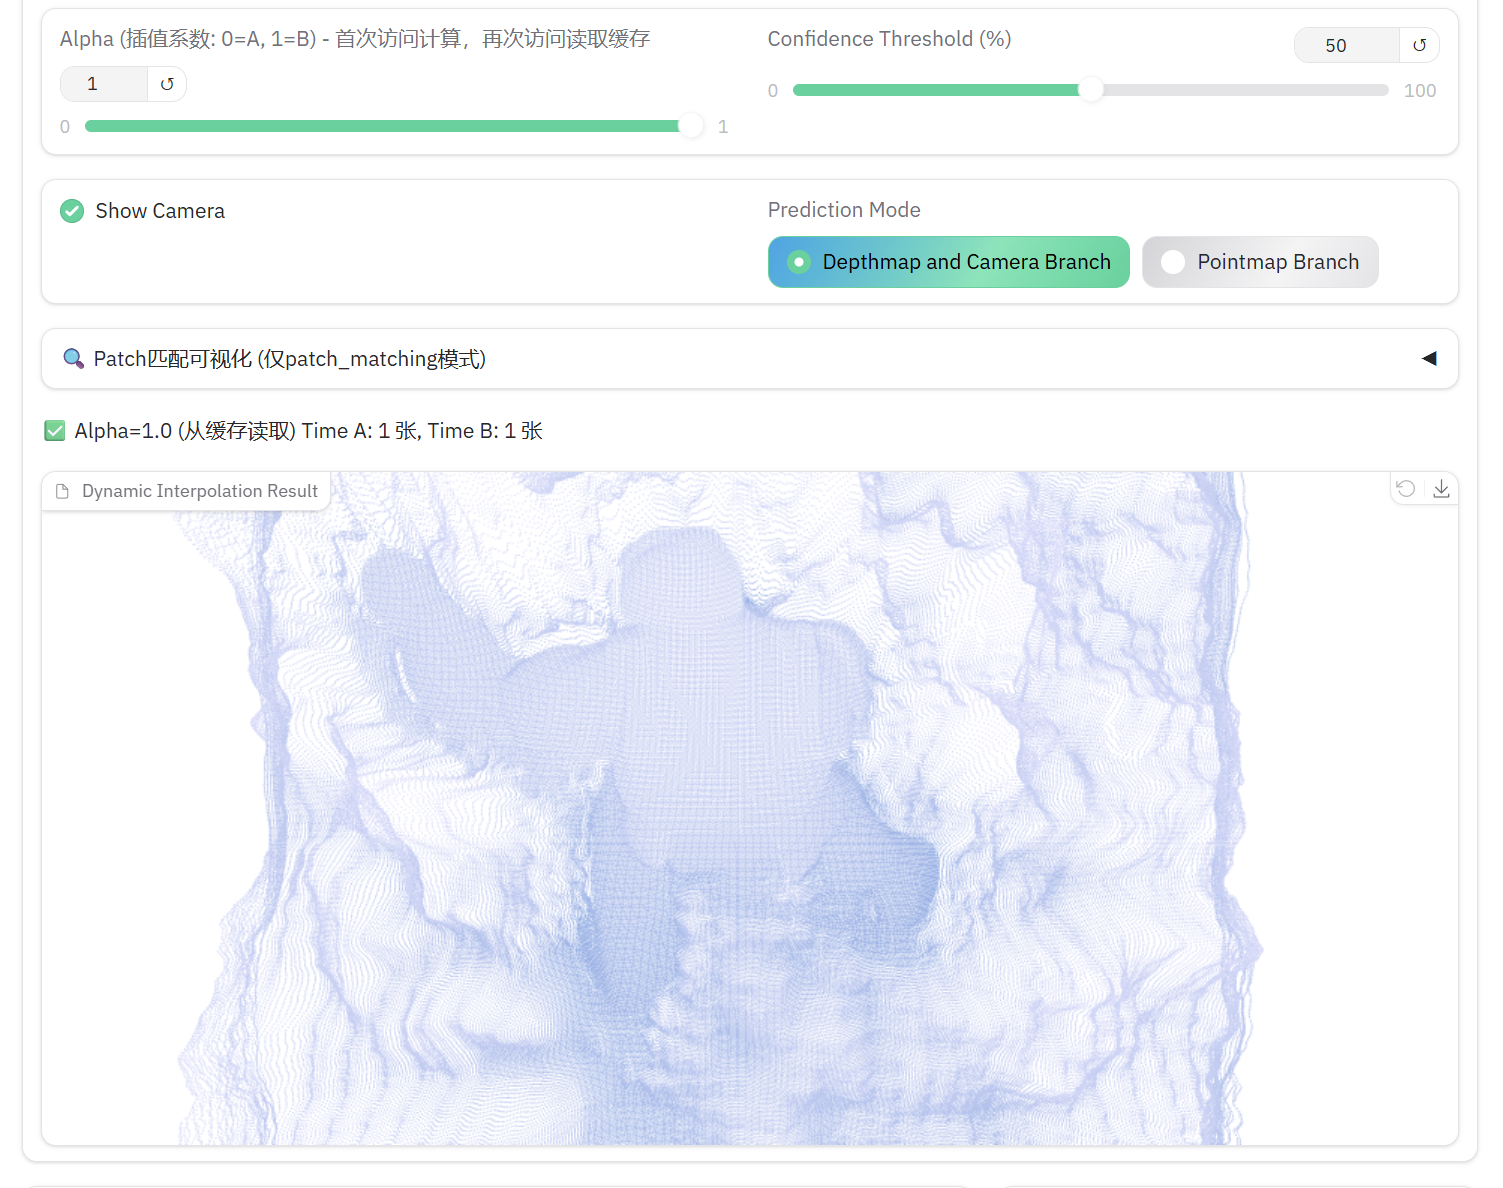 Alpha (插值系数: 0=A, 1=B) - 首次访问计算，再次访问读取缓存
1
0
1
Confidence Threshold (%)
50
0
100
Show Camera
Prediction Mode
Depthmap and Camera Branch
Pointmap Branch
Patch匹配可视化 (仅patch_matching模式)
Alpha=1.0 (从缓存读取) Time A: 1 张, Time B: 1 张
Dynamic Interpolation Result